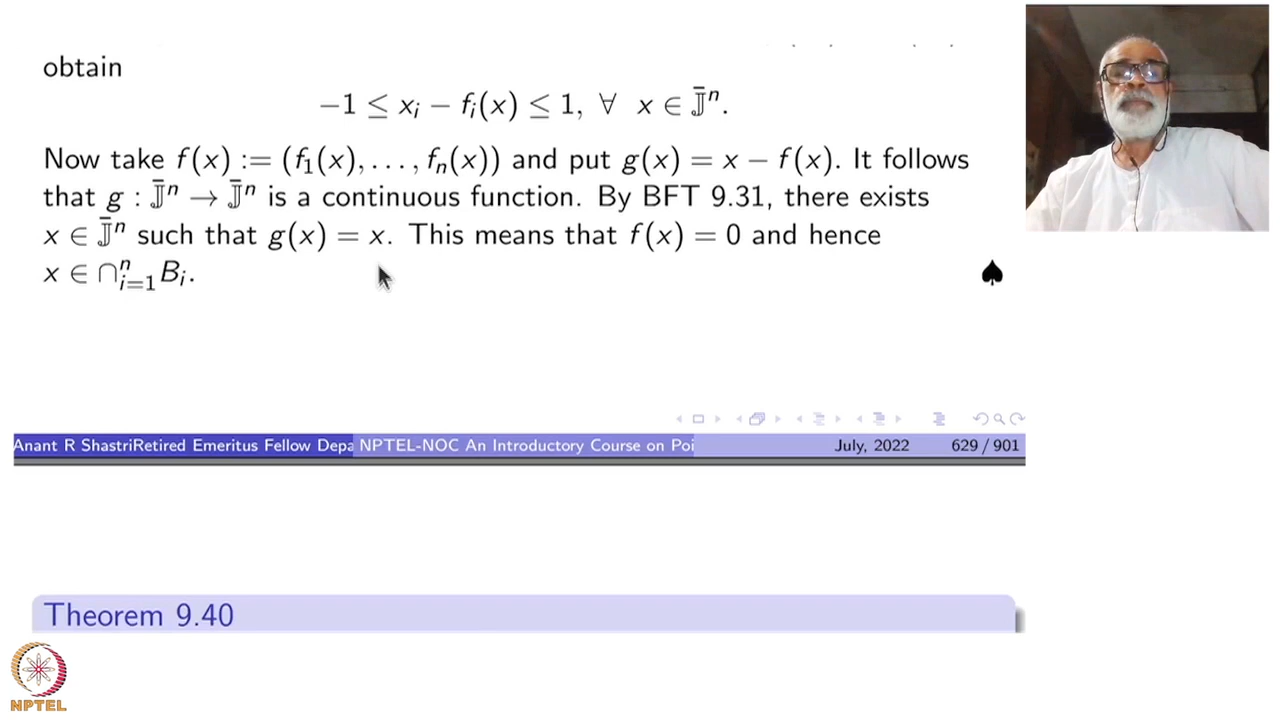 obtain
−1 ≤ xᵢ − fᵢ(x) ≤ 1, ∀ x ∈ 𝕁̄ⁿ.
Now take f(x) := (f₁(x), . . . , fₙ(x)) and put g(x) = x − f(x). It follows
that g : 𝕁̄ⁿ → 𝕁̄ⁿ is a continuous function. By BFT 9.31, there exists
x ∈ 𝕁̄ⁿ such that g(x) = x. This means that f(x) = 0 and hence
x ∈ ∩ⁿᵢ₌₁Bᵢ.
Anant R ShastriRetired Emeritus Fellow Depa NPTEL-NOC An Introductory Course on Poi July, 2022 629 / 901
Theorem 9.40
NPTEL